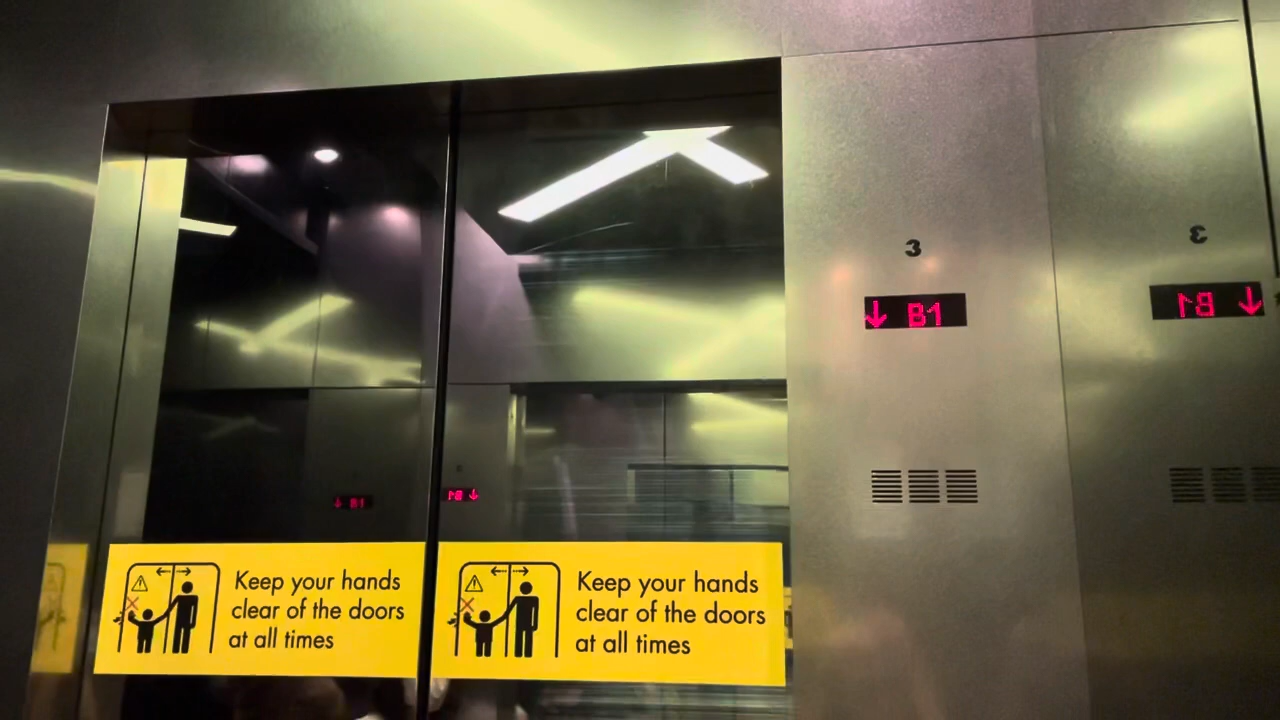 3
↓ B1
Keep your hands
clear of the doors
at all times
Keep your hands
clear of the doors
at all times